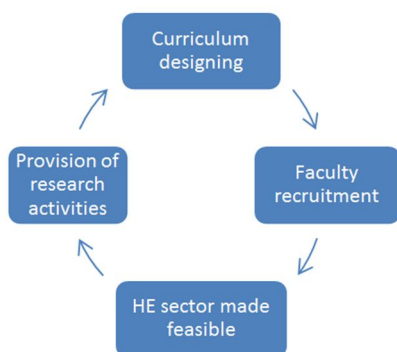 Curriculum
designing
Faculty
recruitment
HE sector made
feasible
Provision of
research
activities